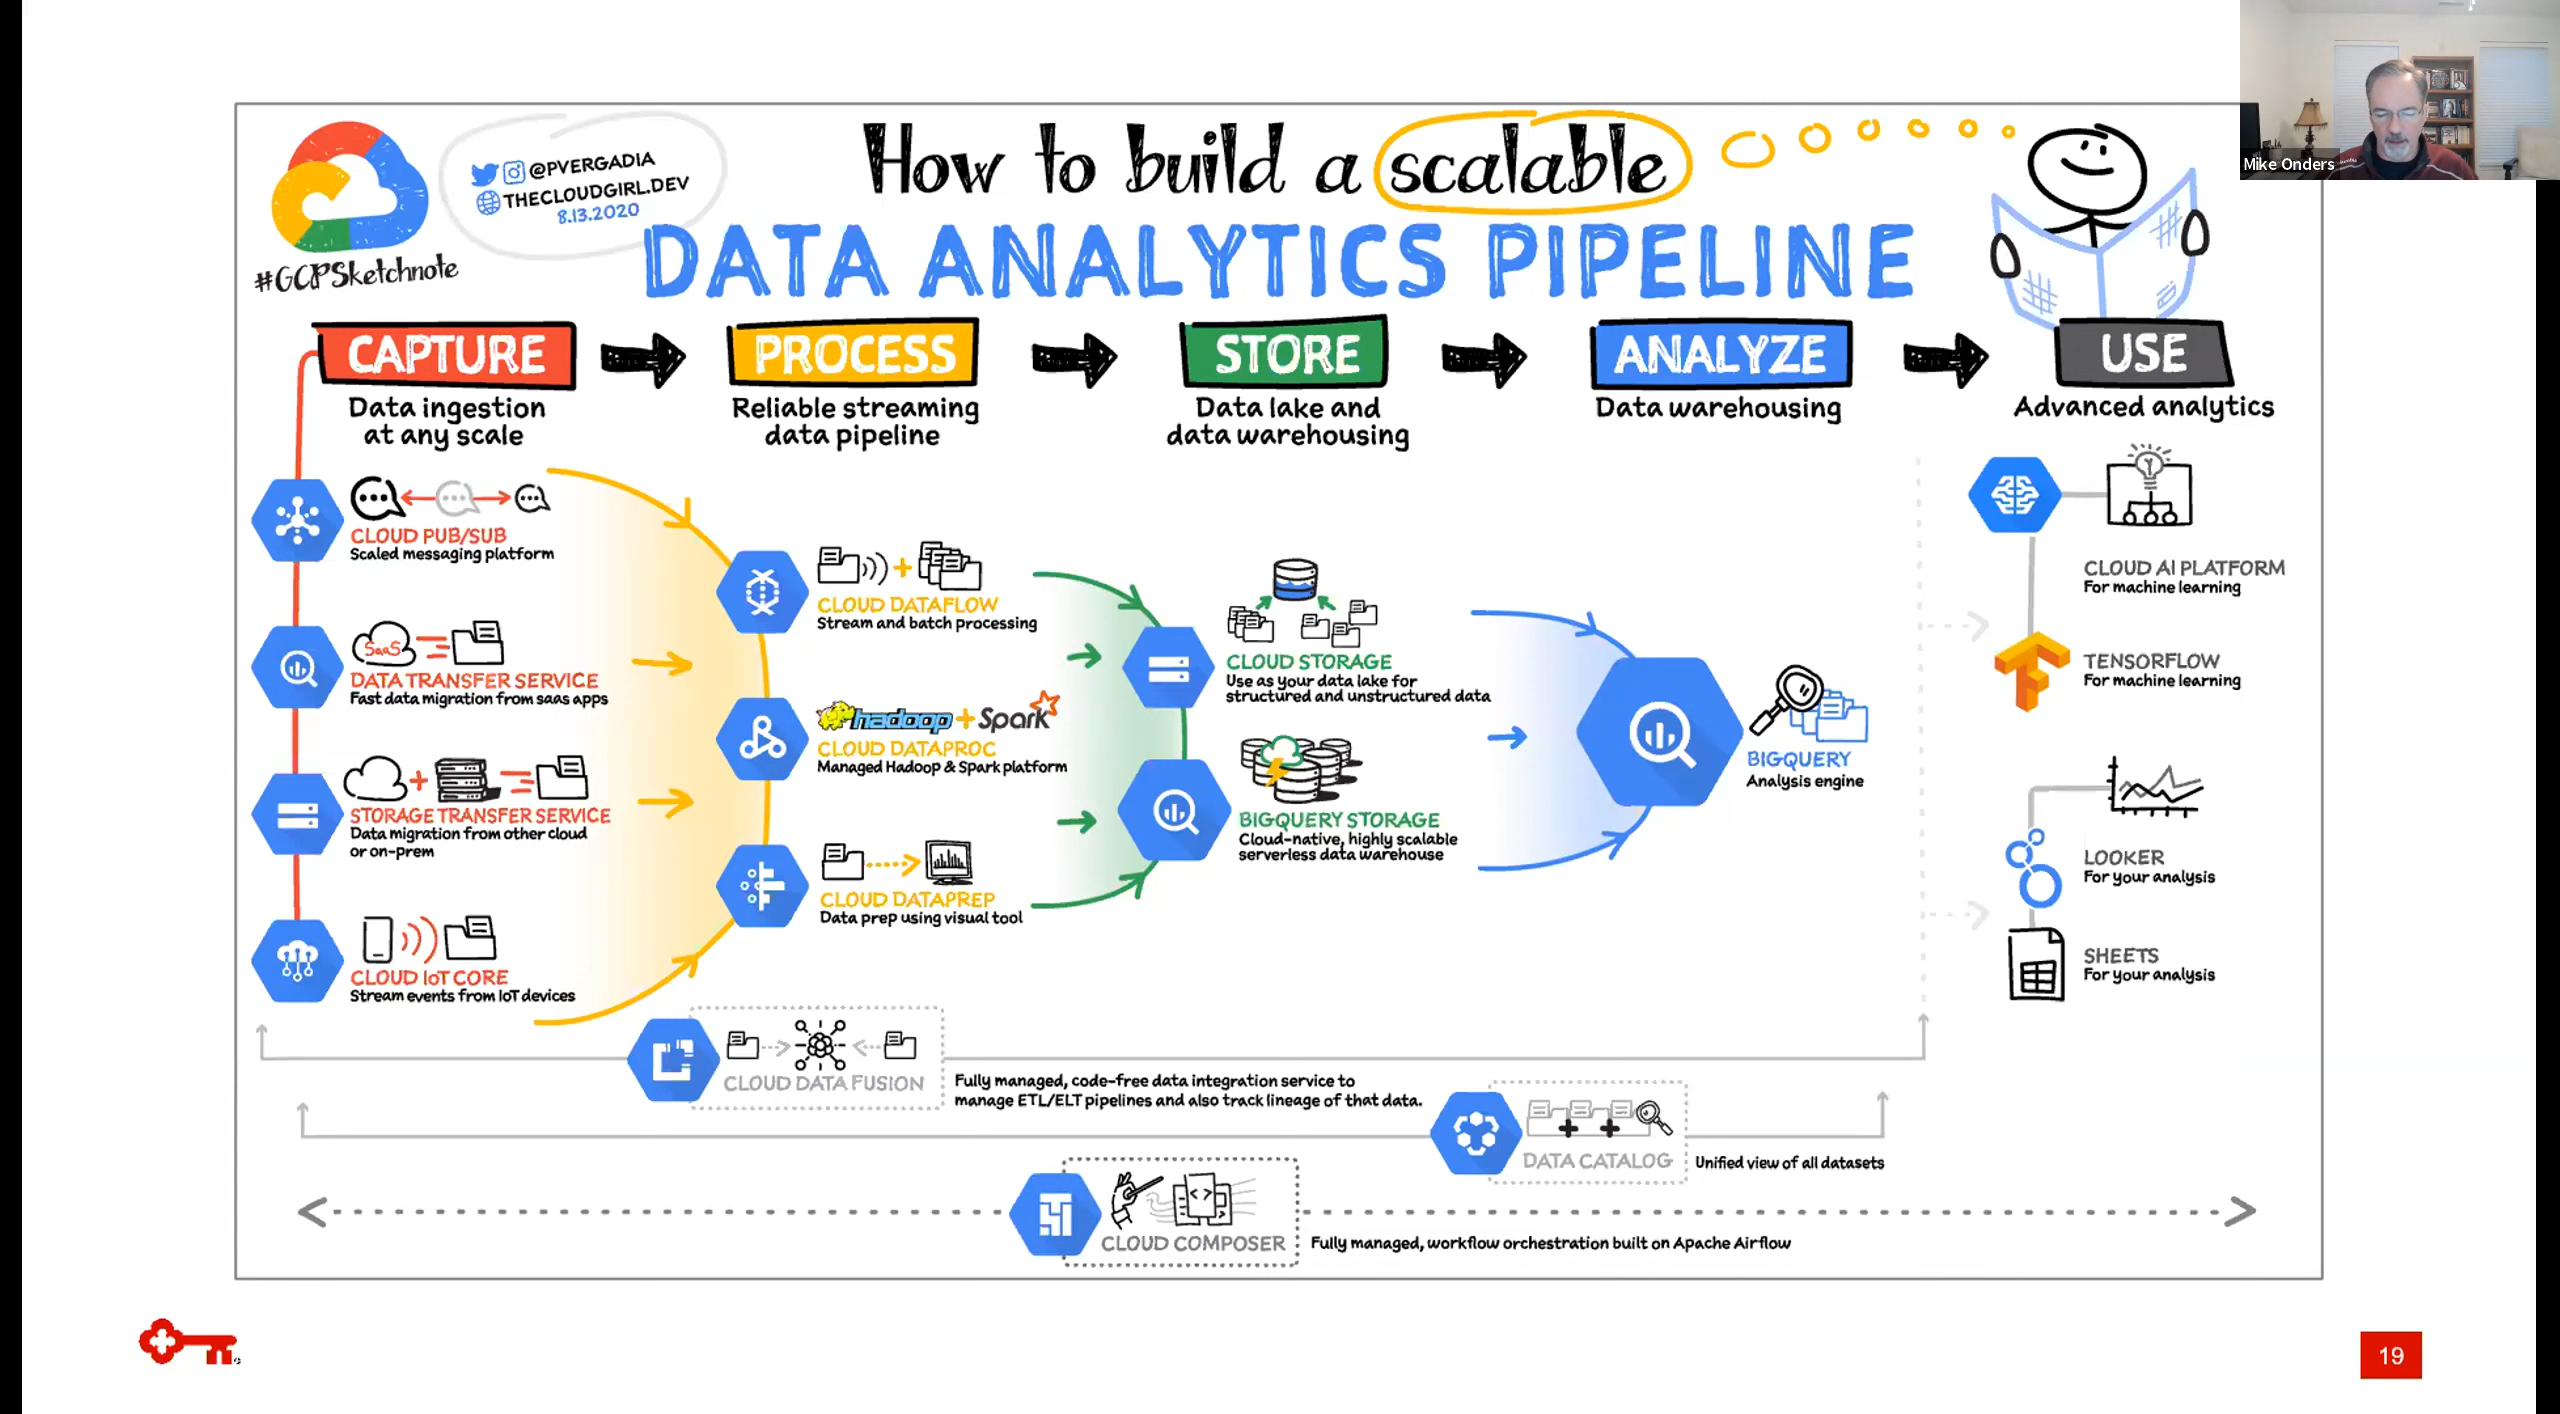 Mike Onders
@PVERGADIA
THECLOUDGIRL.DEV
8.13.2020
#GCPSketchnote
How to build a scalable
DATA ANALYTICS PIPELINE
CAPTURE
Data ingestion
at any scale
PROCESS
Reliable streaming
data pipeline
STORE
Data lake and
data warehousing
ANALYZE
Data warehousing
USE
Advanced analytics
CLOUD PUB/SUB
Scaled messaging platform
SaaS
DATA TRANSFER SERVICE
Fast data migration from saas apps
STORAGE TRANSFER SERVICE
Data migration from other cloud
or on-prem
CLOUD IoT CORE
Stream events from IoT devices
CLOUD DATAFLOW
Stream and batch processing
hadoop + Spark
CLOUD DATAPROC
Managed Hadoop & Spark platform
CLOUD DATAPREP
Data prep using visual tool
CLOUD STORAGE
Use as your data lake for
structured and unstructured data
BIGQUERY STORAGE
Cloud-native, highly scalable
serverless data warehouse
BIGQUERY
Analysis engine
CLOUD AI PLATFORM
For machine learning
TENSORFLOW
For machine learning
LOOKER
For your analysis
SHEETS
For your analysis
CLOUD DATA FUSION
Fully managed, code-free data integration service to
manage ETL/ELT pipelines and also track lineage of that data.
DATA CATALOG
Unified view of all datasets
CLOUD COMPOSER
Fully managed, workflow orchestration built on Apache Airflow
19